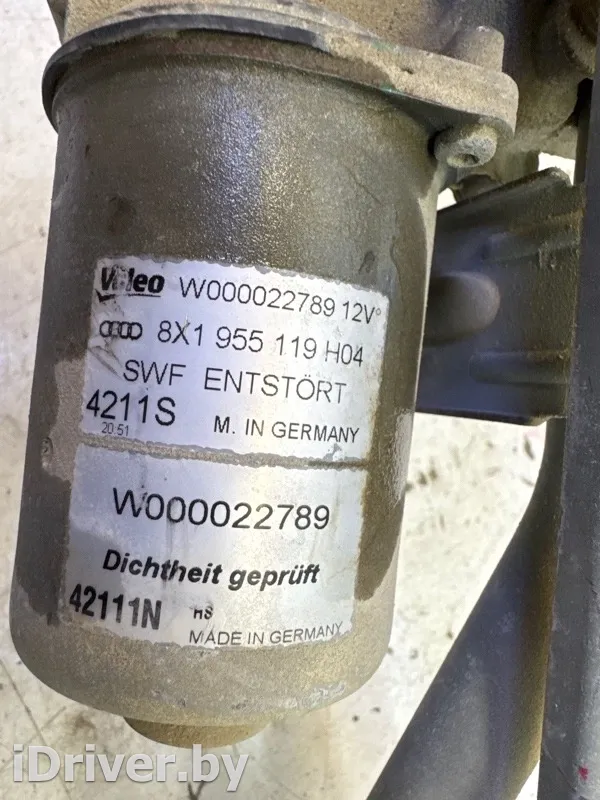 Valeo W000022789 12V°
8X1 955 119 H04
SWF ENTSTÖRT
4211S M. IN GERMANY
20 51
W000022789
Dichtheit geprüft
42111N HS
MADE IN GERMANY
iDriver.by